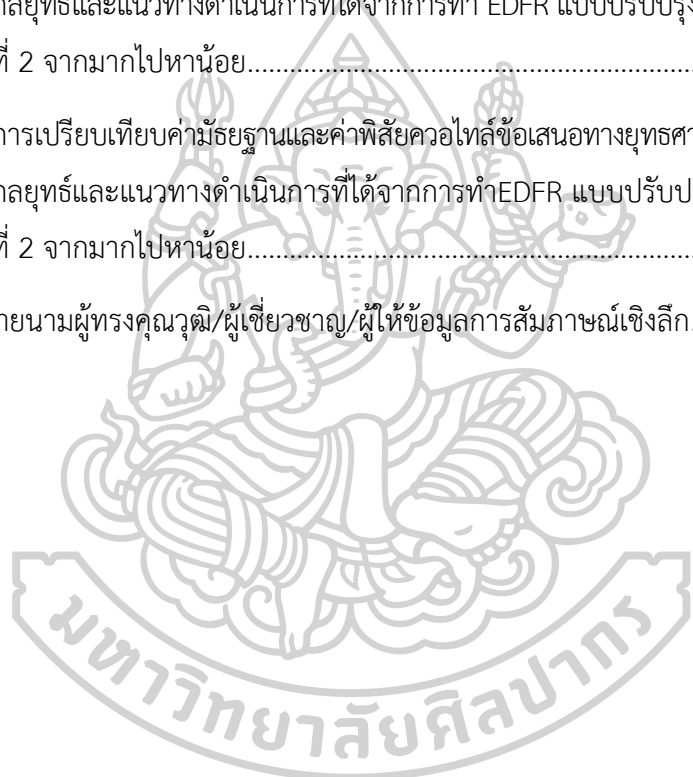 ลยุทธ์และแนวทางดำเนินการที่ได้จากการทำ EDFR แบบปรับปรุง
ที่ 2 จากมากไปหาน้อย......................................................................
การเปรียบเทียบค่ามัธยฐานและค่าพิสัยควอไทล์ข้อเสนอทางยุทธศา
ลยุทธ์และแนวทางดำเนินการที่ได้จากการทำEDFR แบบปรับป
ที่ 2 จากมากไปหาน้อย......................................................................
ายนามผู้ทรงคุณวุฒิ/ผู้เชี่ยวชาญ/ผู้ให้ข้อมูลการสัมภาษณ์เชิงลึก.
มหาวิทยาลัยศิลปากร